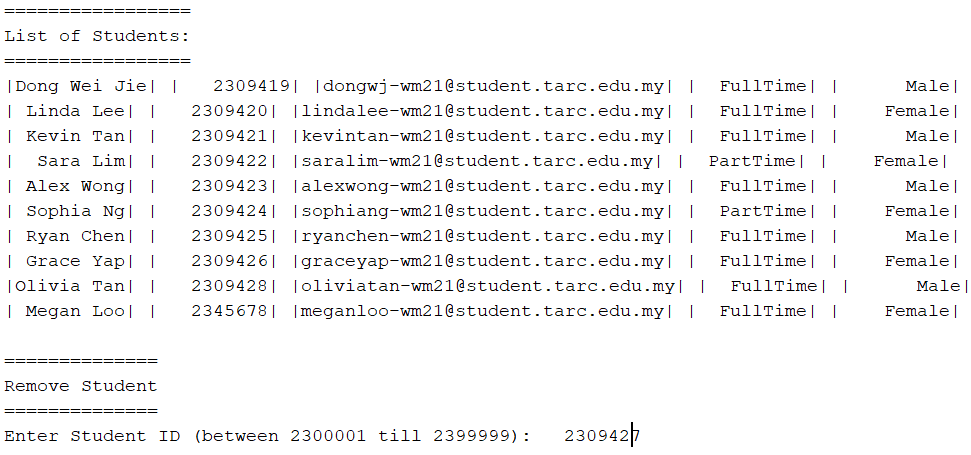 =================
List of Students:
=================
|Dong Wei Jie| |   2309419| |dongwj-wm21@student.tarc.edu.my| |  FullTime| |      Male|
| Linda Lee| |   2309420| |lindalee-wm21@student.tarc.edu.my| |  FullTime| |    Female|
| Kevin Tan| |   2309421| |kevintan-wm21@student.tarc.edu.my| |  FullTime| |      Male|
|  Sara Lim| |   2309422| |saralim-wm21@student.tarc.edu.my| |  PartTime| |    Female|
| Alex Wong| |   2309423| |alexwong-wm21@student.tarc.edu.my| |  FullTime| |      Male|
| Sophia Ng| |   2309424| |sophiang-wm21@student.tarc.edu.my| |  PartTime| |    Female|
| Ryan Chen| |   2309425| |ryanchen-wm21@student.tarc.edu.my| |  FullTime| |      Male|
| Grace Yap| |   2309426| |graceyap-wm21@student.tarc.edu.my| |  FullTime| |    Female|
|Olivia Tan| |   2309428| |oliviatan-wm21@student.tarc.edu.my| |  FullTime| |      Male|
| Megan Loo| |   2345678| |meganloo-wm21@student.tarc.edu.my| |  FullTime| |    Female|
==============
Remove Student
==============
Enter Student ID (between 2300001 till 2399999):   2309427